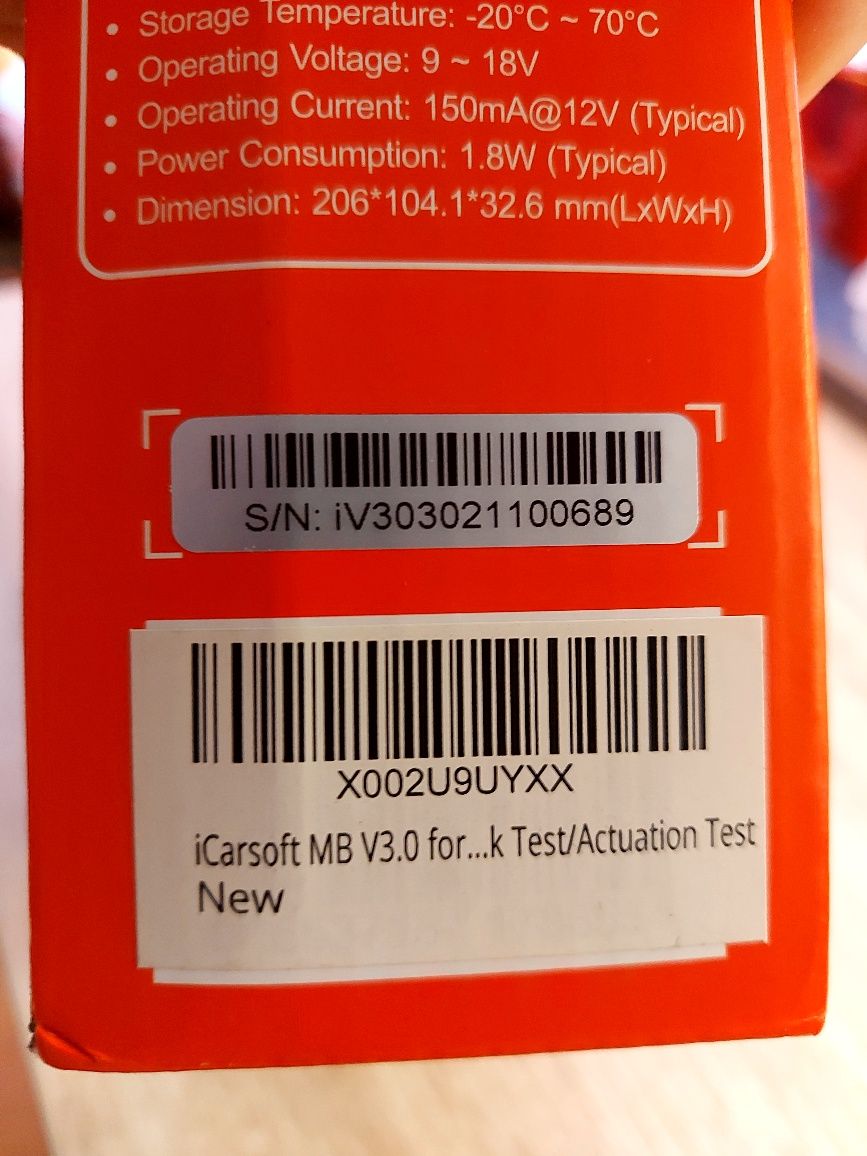 • Storage Temperature: -20°C ~ 70°C
• Operating Voltage: 9 ~ 18V
• Operating Current: 150mA@12V (Typical)
• Power Consumption: 1.8W (Typical)
• Dimension: 206*104.1*32.6 mm(LxWxH)
S/N: iV303021100689
X002U9UYXX
iCarsoft MB V3.0 for...k Test/Actuation Test
New